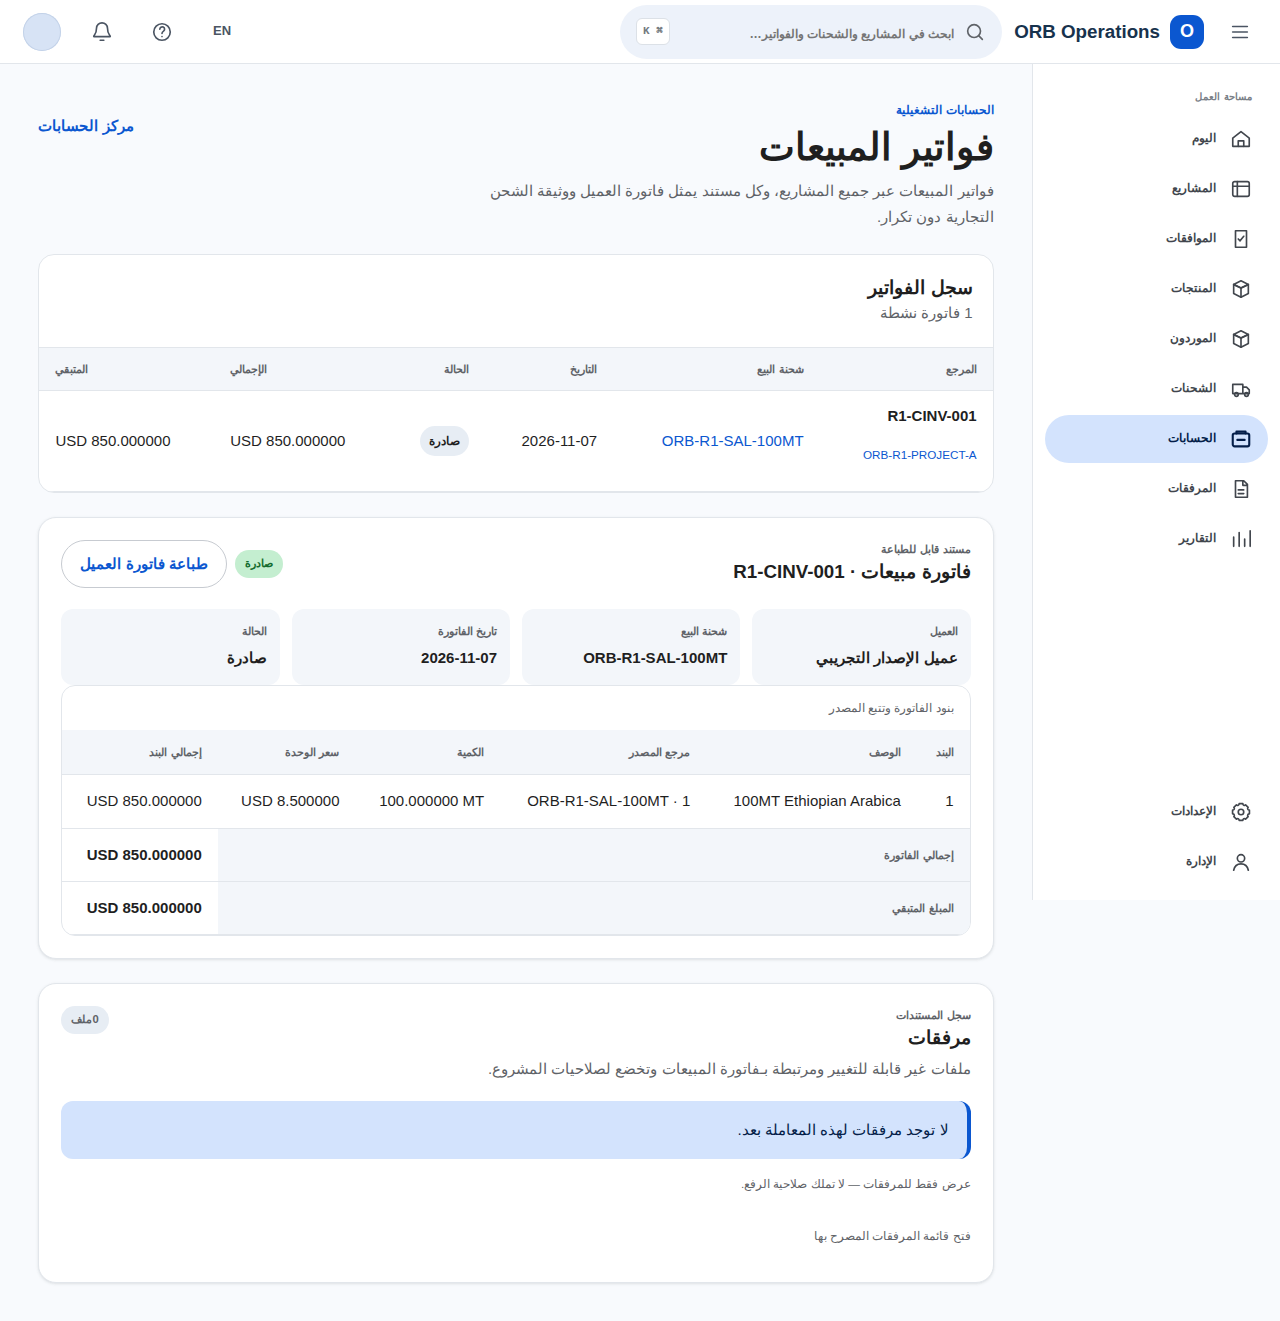 O
ORB Operations
ابحث في المشاريع والشحنات والفواتير...
⌘ K
EN
مساحة العمل
اليوم
المشاريع
الموافقات
المنتجات
الموردون
الشحنات
الحسابات
المرفقات
التقارير
الإعدادات
الإدارة
الحسابات التشغيلية
فواتير المبيعات
فواتير المبيعات عبر جميع المشاريع، وكل مستند يمثل فاتورة العميل ووثيقة الشحن
التجارية دون تكرار.
مركز الحسابات
سجل الفواتير
1 فاتورة نشطة
المرجع شحنة البيع التاريخ الحالة الإجمالي المتبقي
R1-CINV-001
ORB-R1-SAL-100MT 2026-11-07 صادرة USD 850.000000 USD 850.000000
ORB-R1-PROJECT-A
مستند قابل للطباعة
فاتورة مبيعات · R1-CINV-001
صادرة
طباعة فاتورة العميل
العميل شحنة البيع تاريخ الفاتورة الحالة
عميل الإصدار التجريبي ORB-R1-SAL-100MT 2026-11-07 صادرة
بنود الفاتورة وتتبع المصدر
البند الوصف مرجع المصدر الكمية سعر الوحدة إجمالي البند
1 100MT Ethiopian Arabica ORB-R1-SAL-100MT · 1 100.000000 MT USD 8.500000 USD 850.000000
إجمالي الفاتورة USD 850.000000
المبلغ المتبقي USD 850.000000
سجل المستندات
مرفقات
0ملف
ملفات غير قابلة للتغيير ومرتبطة بـفاتورة المبيعات وتخضع لصلاحيات المشروع.
لا توجد مرفقات لهذه المعاملة بعد.
عرض فقط للمرفقات — لا تملك صلاحية الرفع.
فتح قائمة المرفقات المصرح بها